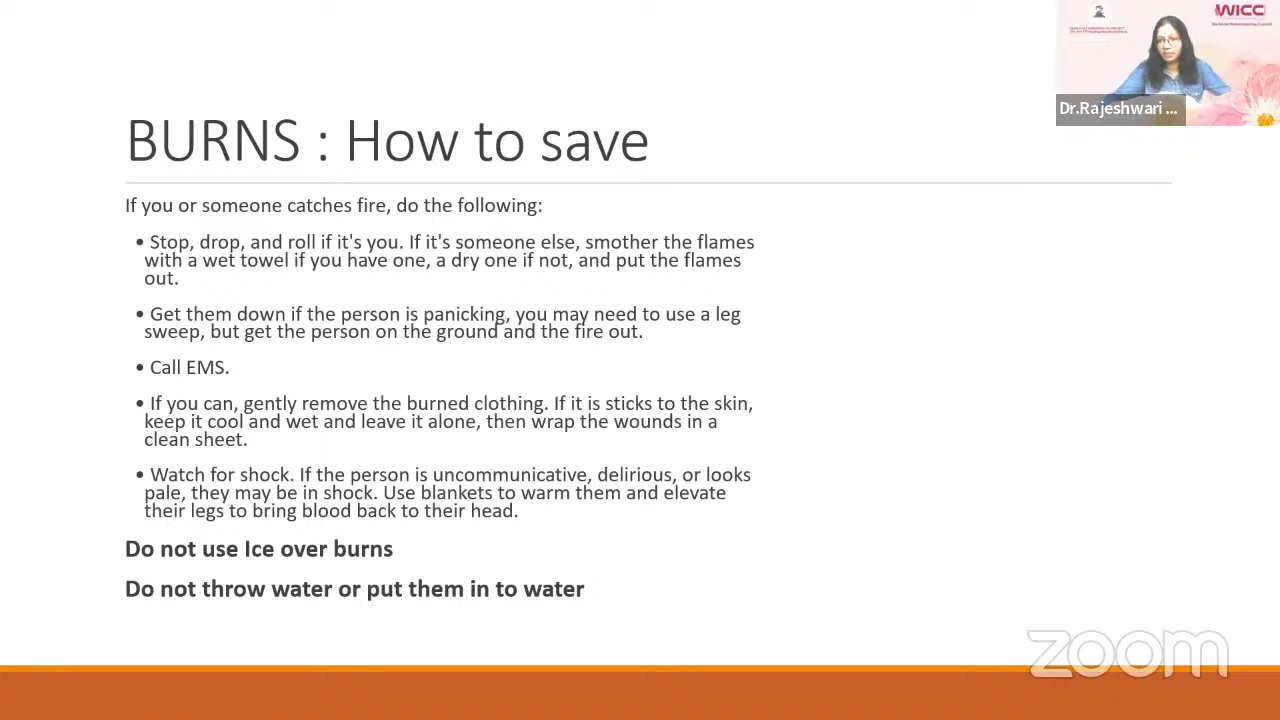 WICC
Dr.Rajeshwari ...
BURNS : How to save
If you or someone catches fire, do the following:
• Stop, drop, and roll if it's you. If it's someone else, smother the flames
with a wet towel if you have one, a dry one if not, and put the flames
out.
• Get them down if the person is panicking, you may need to use a leg
sweep, but get the person on the ground and the fire out.
• Call EMS.
• If you can, gently remove the burned clothing. If it is sticks to the skin,
keep it cool and wet and leave it alone, then wrap the wounds in a
clean sheet.
• Watch for shock. If the person is uncommunicative, delirious, or looks
pale, they may be in shock. Use blankets to warm them and elevate
their legs to bring blood back to their head.
Do not use Ice over burns
Do not throw water or put them in to water
zoom